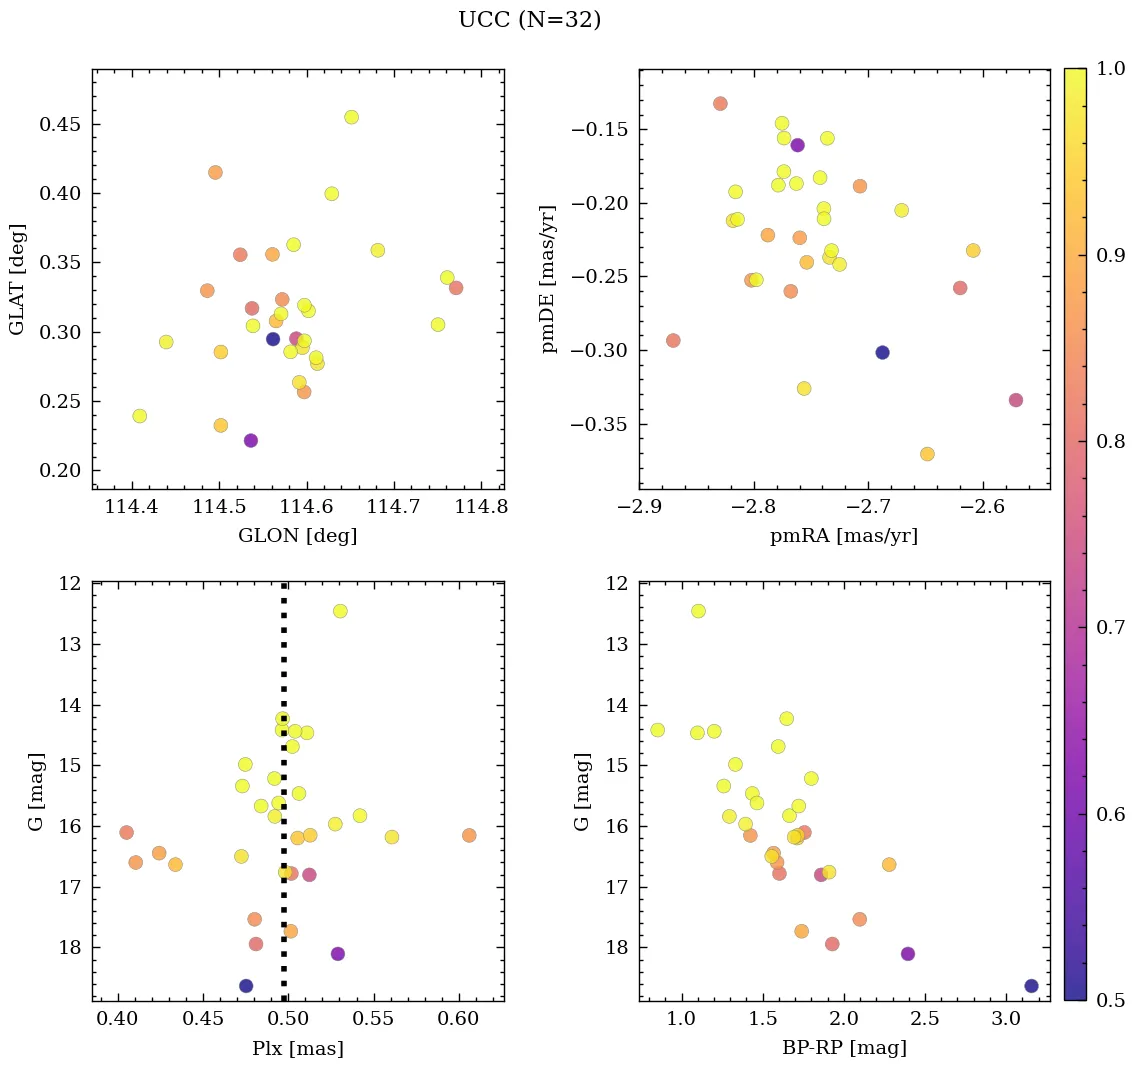 UCC (N=32)
GLAT [deg]
0.45
0.40
0.35
0.30
0.25
0.20
114.4 114.5 114.6 114.7 114.8
GLON [deg]
pmDE [mas/yr]
−0.15
−0.20
−0.25
−0.30
−0.35
−2.9 −2.8 −2.7 −2.6
pmRA [mas/yr]
G [mag]
12
13
14
15
16
17
18
0.40 0.45 0.50 0.55 0.60
Plx [mas]
G [mag]
12
13
14
15
16
17
18
1.0 1.5 2.0 2.5 3.0
BP-RP [mag]
1.0
0.9
0.8
0.7
0.6
0.5